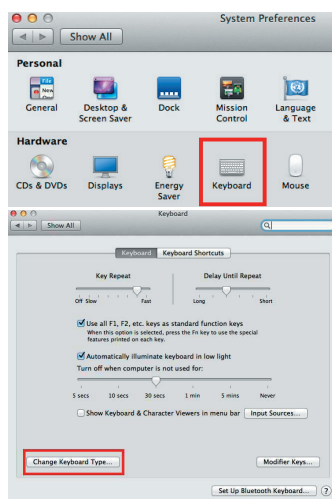 System Preferences
Show All
Personal
File
New
General
Desktop &
Screen Saver
Dock
Mission
Control
Language
& Text
Hardware
CDs & DVDs
Displays
Energy
Saver
Keyboard
Mouse
Keyboard
Show All
Keyboard Keyboard Shortcuts
Key Repeat Delay Until Repeat
Off Slow Fast Long Short
Use all F1, F2, etc. keys as standard function keys
When this option is selected, press the Fn key to use the special
features printed on each key.
Automatically illuminate keyboard in low light
Turn off when computer is not used for:
5 secs 10 secs 30 secs 1 min 5 mins Never
Show Keyboard & Character Viewers in menu bar Input Sources...
Change Keyboard Type... Modifier Keys...
Set Up Bluetooth Keyboard... ?